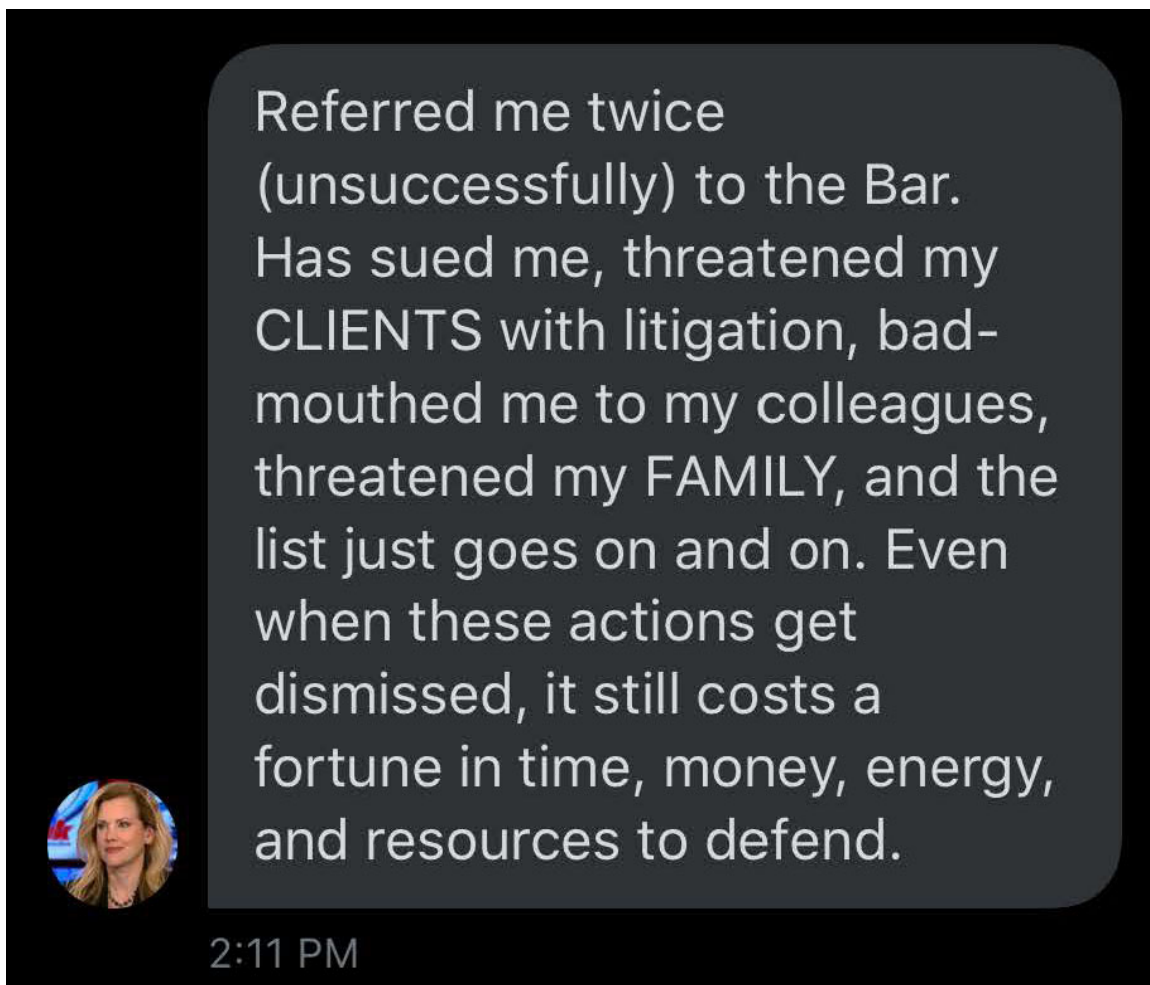 Referred me twice
(unsuccessfully) to the Bar.
Has sued me, threatened my
CLIENTS with litigation, bad-
mouthed me to my colleagues,
threatened my FAMILY, and the
list just goes on and on. Even
when these actions get
dismissed, it still costs a
fortune in time, money, energy,
and resources to defend.
2:11 PM